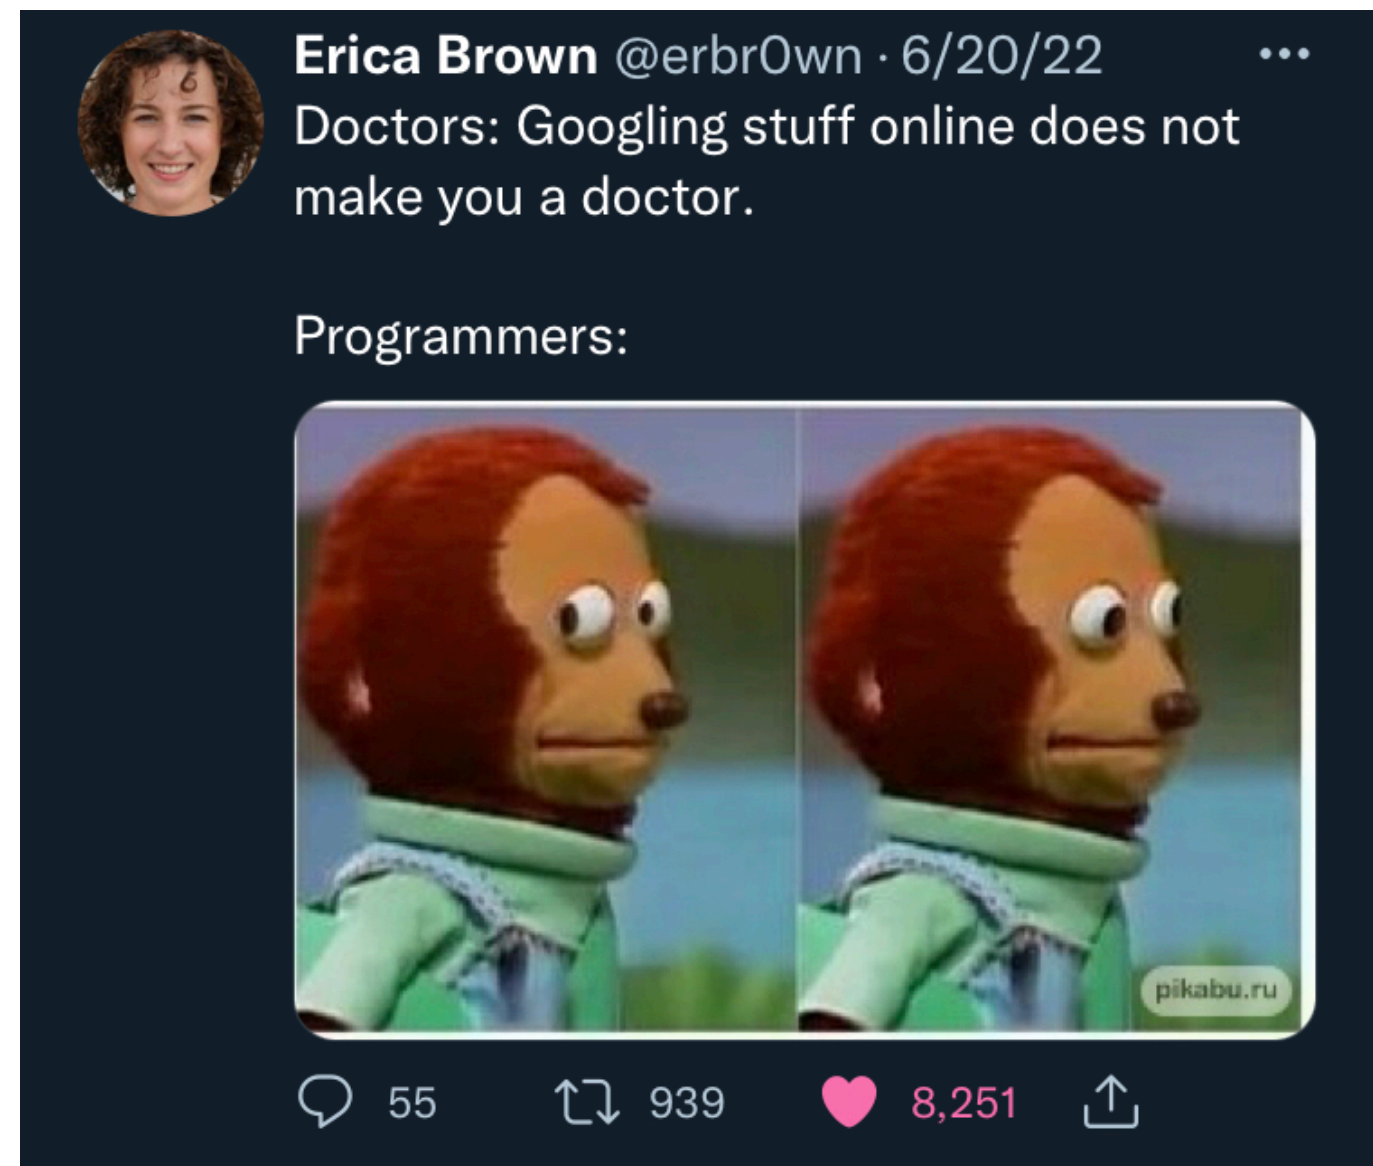 Erica Brown @erbr0wn · 6/20/22 •••
Doctors: Googling stuff online does not
make you a doctor.
Programmers:
pikabu.ru
55 939 8,251